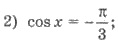 2) cos x = −π/3;